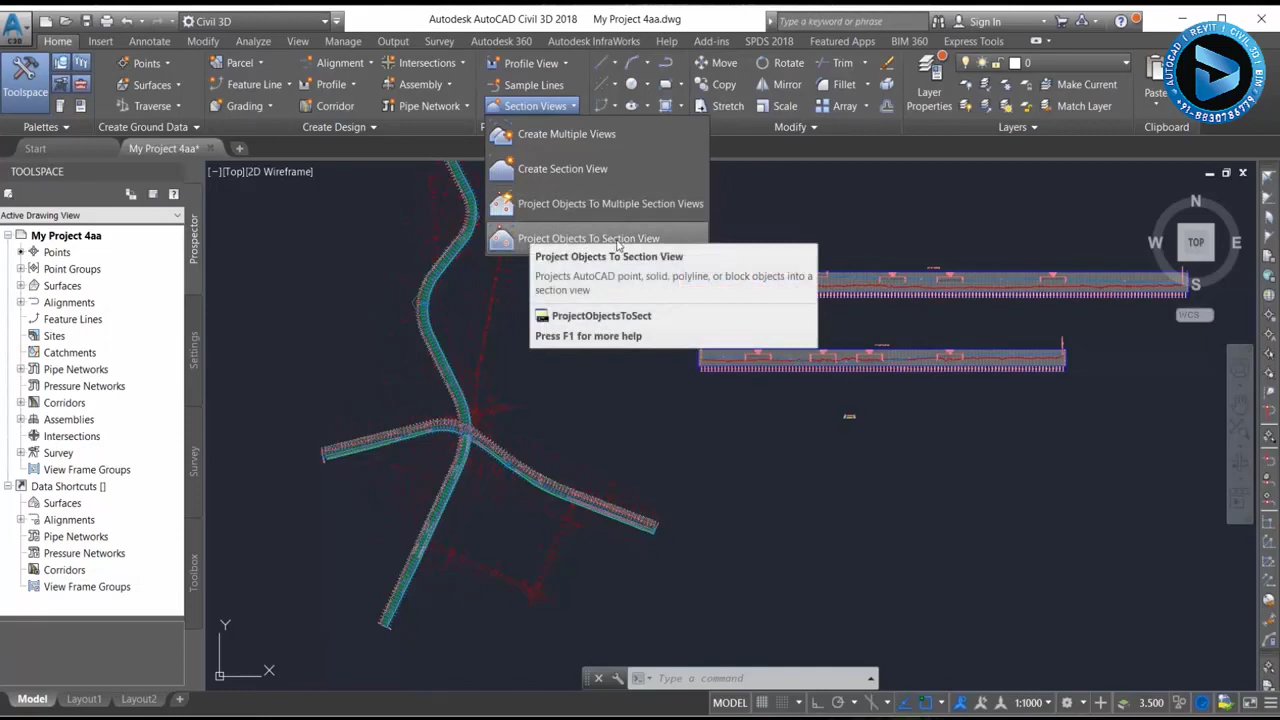 Civil 3D
Autodesk AutoCAD Civil 3D 2018 My Project 4aa.dwg
Type a keyword or phrase
Sign In
C3D
Home Insert Annotate Modify Analyze View Manage Output Survey Autodesk 360 Autodesk InfraWorks Help Add-ins SPDS 2018 Featured Apps BIM 360 Express Tools
Toolspace
Points
Surfaces
Traverse
Parcel
Feature Line
Grading
Alignment
Profile
Corridor
Intersections
Assembly
Pipe Network
Profile View
Sample Lines
Section Views
Move
Copy
Stretch
Rotate
Mirror
Scale
Trim
Fillet
Array
0
Layer
Properties
Make Current
Match Layer
Paste
Palettes
Create Ground Data
Create Design
Modify
Layers
Clipboard
AUTOCAD ( REVIT ) CIVIL 3D
+91-8830786779
Start
My Project 4aa*
Create Multiple Views
Create Section View
Project Objects To Multiple Section Views
Project Objects To Section View
Project Objects To Section View
Projects AutoCAD point, solid, polyline, or block objects into a
section view
ProjectObjectsToSect
Press F1 for more help
TOOLSPACE
Active Drawing View
My Project 4aa
Points
Point Groups
Surfaces
Alignments
Feature Lines
Sites
Catchments
Pipe Networks
Pressure Networks
Corridors
Assemblies
Intersections
Survey
View Frame Groups
Data Shortcuts []
Surfaces
Alignments
Pipe Networks
Pressure Networks
Corridors
View Frame Groups
Prospector
Settings
Survey
Toolbox
[−][Top][2D Wireframe]
N
W TOP E
S
WCS
Y
X
Type a command
Model Layout1 Layout2
MODEL
1:1000
3.500